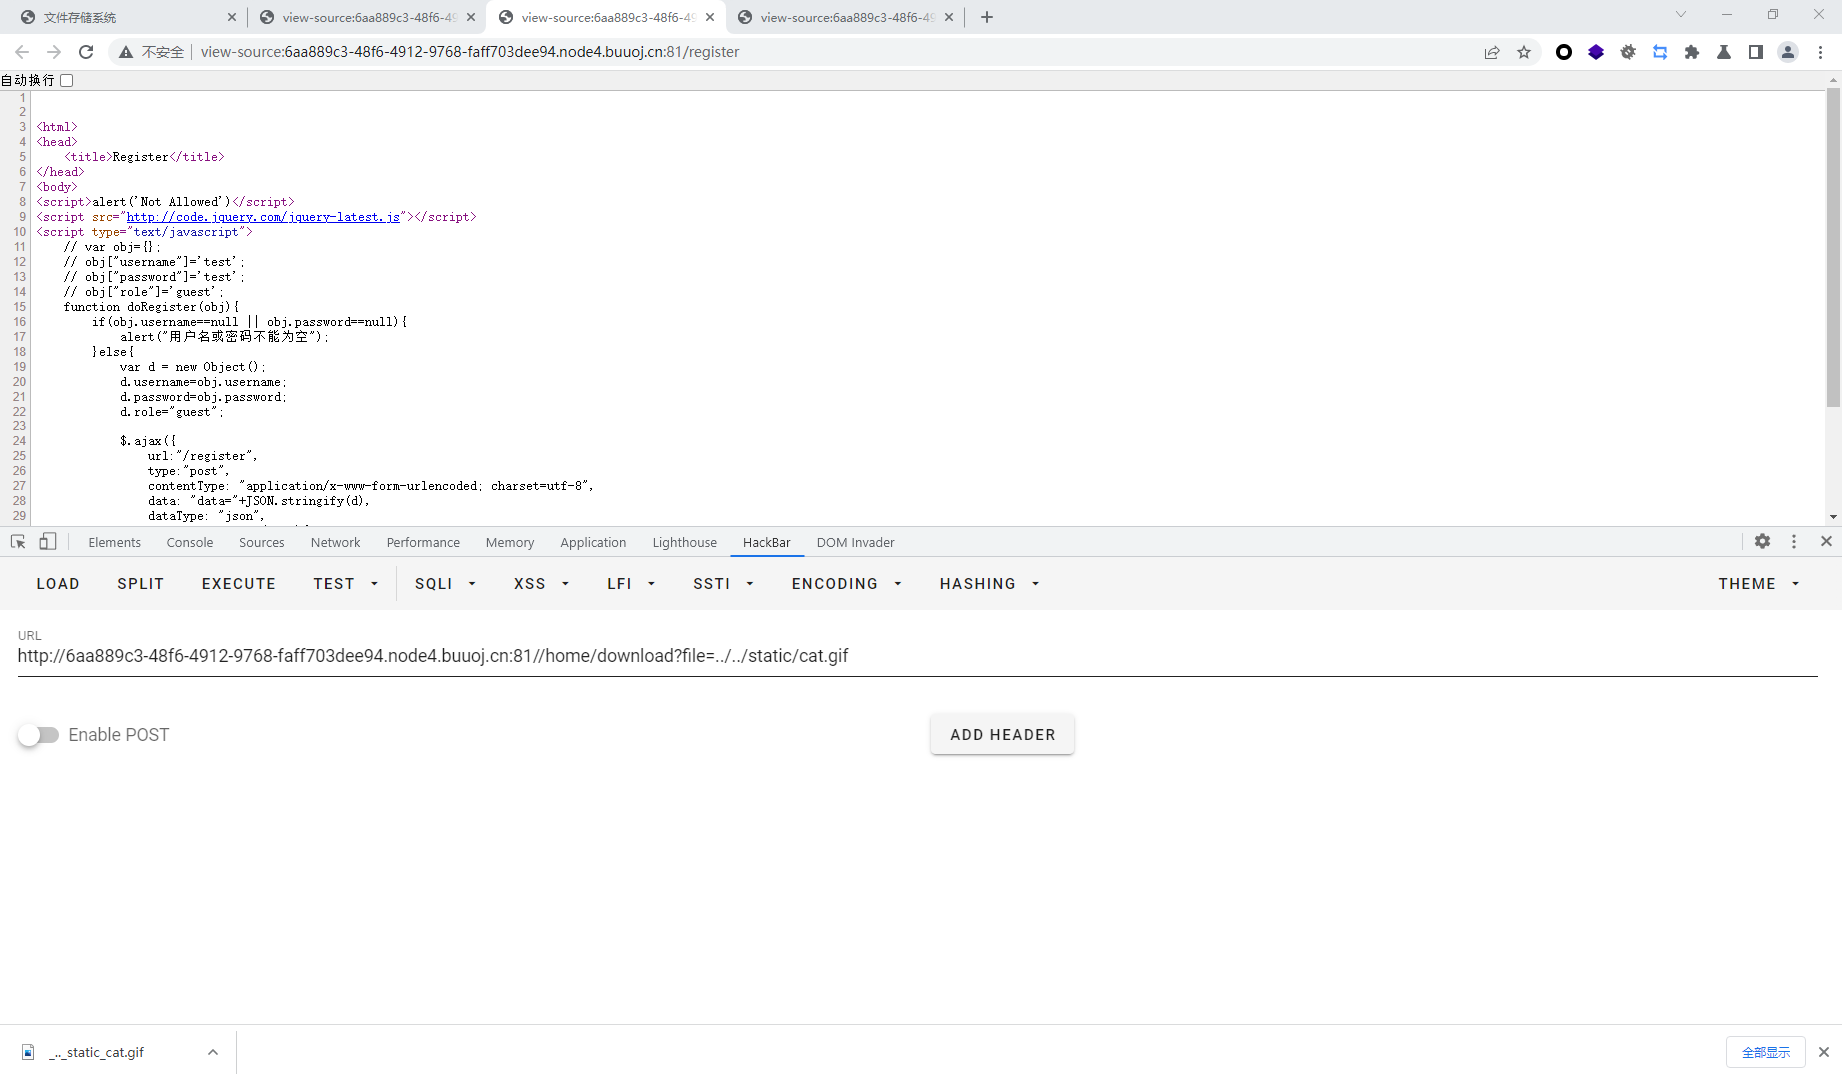 文件存储系统
view-source:6aa889c3-48f6-49
view-source:6aa889c3-48f6-49
view-source:6aa889c3-48f6-49
不安全
view-source:6aa889c3-48f6-4912-9768-faff703dee94.node4.buuoj.cn:81/register
自动换行
1
2
3 <html>
4 <head>
5 <title>Register</title>
6 </head>
7 <body>
8 <script>alert('Not Allowed')</script>
9 <script src="http://code.jquery.com/jquery-latest.js"></script>
10 <script type="text/javascript">
11 // var obj={};
12 // obj["username"]='test';
13 // obj["password"]='test';
14 // obj["role"]='guest';
15 function doRegister(obj){
16 if(obj.username==null || obj.password==null){
17 alert("用户名或密码不能为空");
18 }else{
19 var d = new Object();
20 d.username=obj.username;
21 d.password=obj.password;
22 d.role="guest";
23
24 $.ajax({
25 url:"/register",
26 type:"post",
27 contentType: "application/x-www-form-urlencoded; charset=utf-8",
28 data: "data="+JSON.stringify(d),
29 dataType: "json",
Elements Console Sources Network Performance Memory Application Lighthouse HackBar DOM Invader
LOAD SPLIT EXECUTE TEST SQLI XSS LFI SSTI ENCODING HASHING THEME
URL
http://6aa889c3-48f6-4912-9768-faff703dee94.node4.buuoj.cn:81//home/download?file=../../static/cat.gif
Enable POST
ADD HEADER
_.._static_cat.gif
全部显示